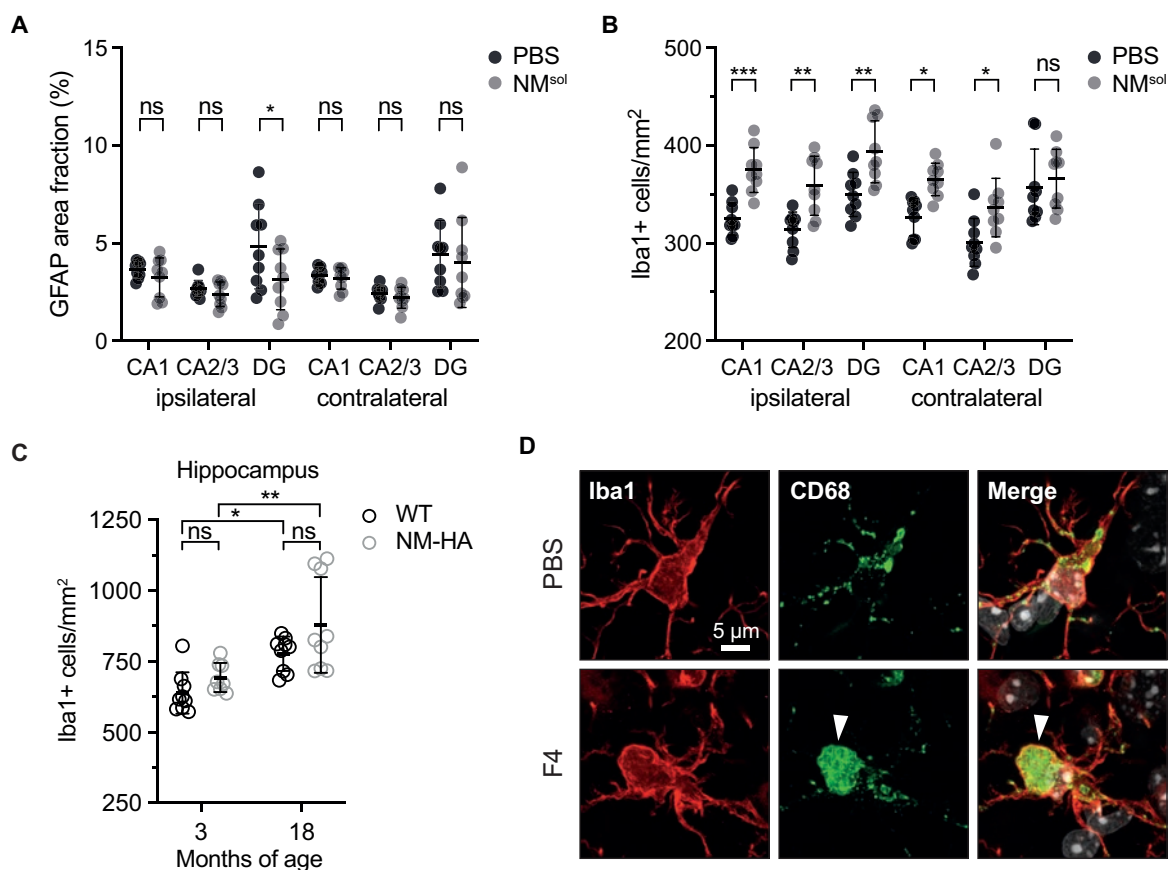 A
15
10
5
0
GFAP area fraction (%)
PBS
NMsol
ns ns * ns ns ns
CA1 CA2/3 DG CA1 CA2/3 DG
ipsilateral contralateral
B
500
400
300
200
Iba1+ cells/mm2
PBS
NMsol
*** ** ** * * ns
CA1 CA2/3 DG CA1 CA2/3 DG
ipsilateral contralateral
C
Hippocampus
1250
1000
750
500
250
Iba1+ cells/mm2
**
*
ns ns
WT
NM-HA
3 18
Months of age
D
Iba1 CD68 Merge
PBS
5 µm
F4